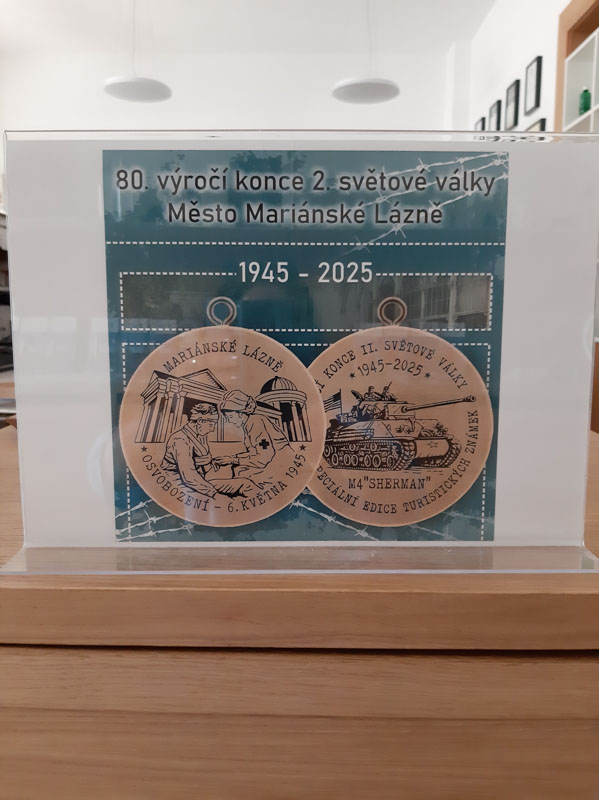 80. výročí konce 2. světové války
Město Mariánské Lázně
1945 - 2025
MARIÁNSKÉ LÁZNĚ
OSVOBOZENÍ - 6. KVĚTNA 1945
KONCE II. SVĚTOVÉ VÁLKY
1945-2025
M4"SHERMAN"
EDICE TURISTICKÝCH ZNÁMEK